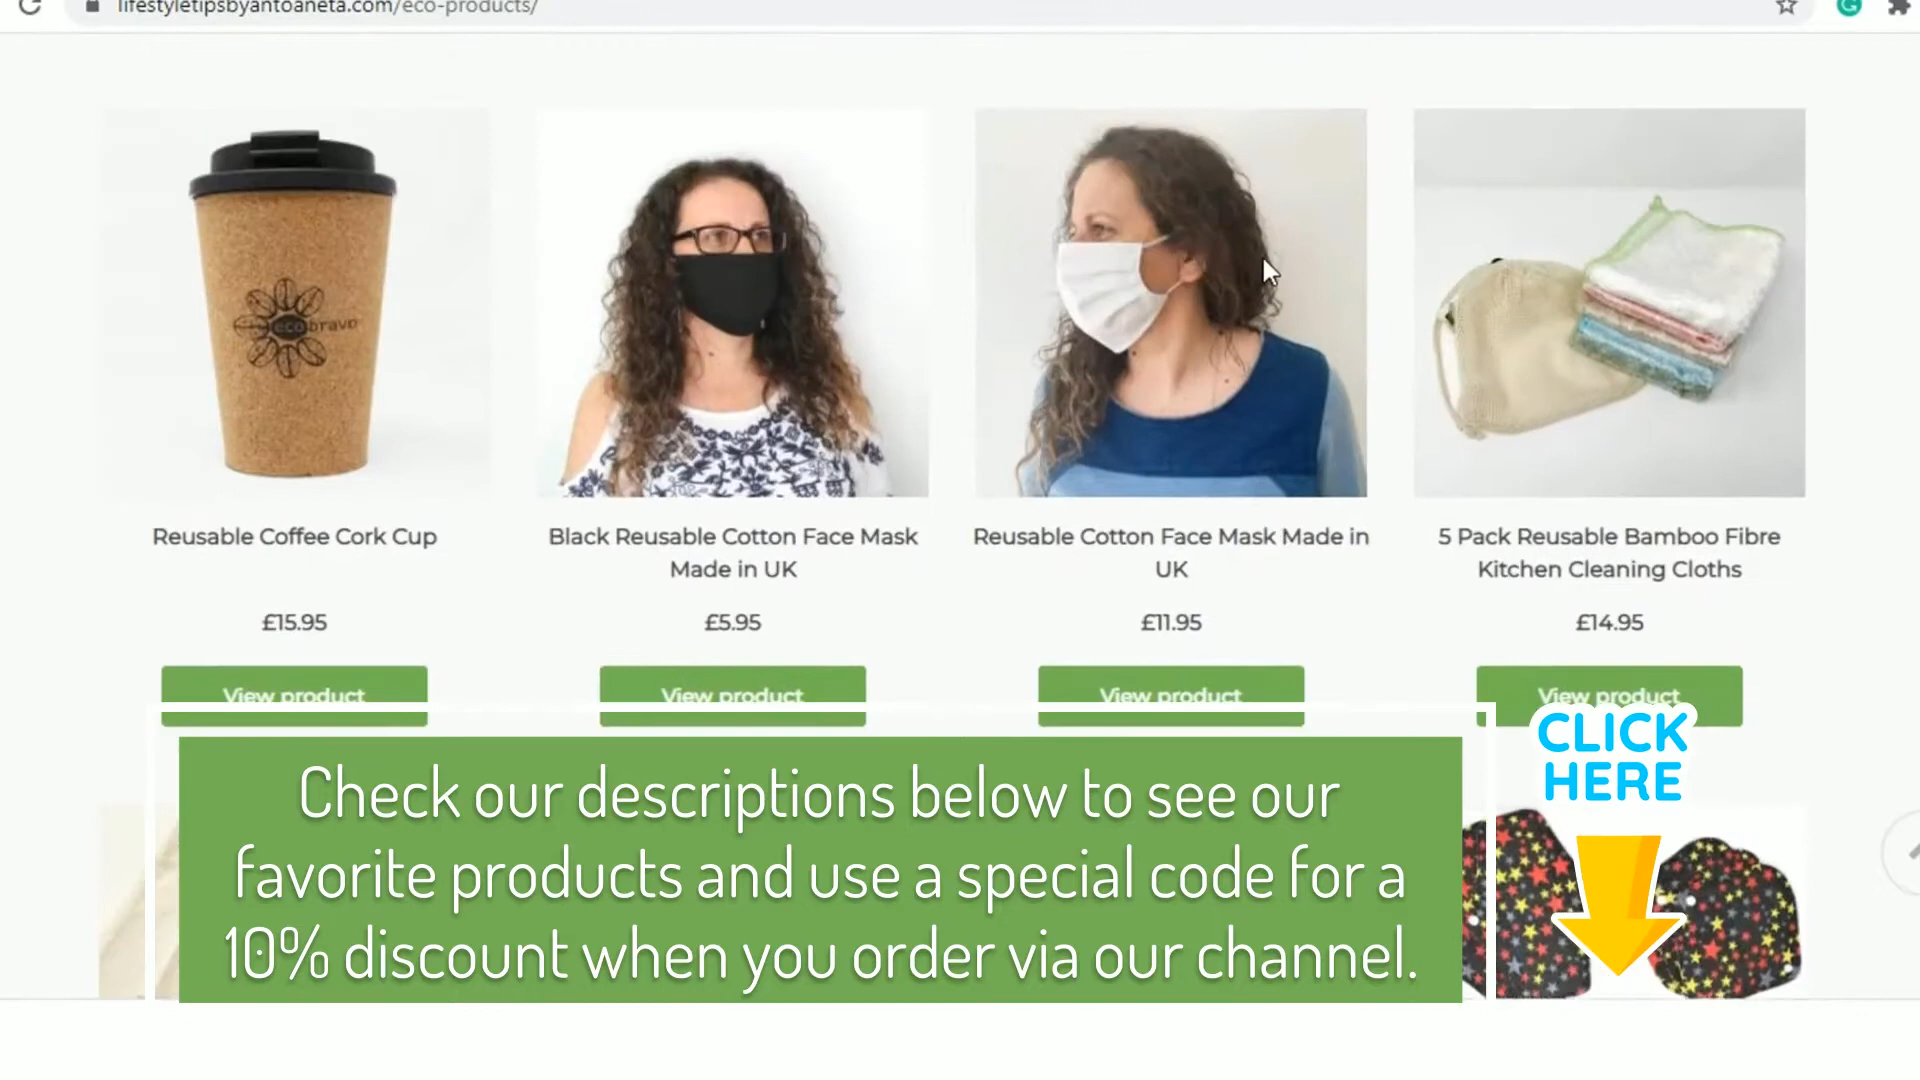 lifestyletipsbyantoaneta.com/eco-products/
ecobravo
Reusable Coffee Cork Cup
£15.95
View product
Black Reusable Cotton Face Mask
Made in UK
£5.95
View product
Reusable Cotton Face Mask Made in
UK
£11.95
View product
5 Pack Reusable Bamboo Fibre
Kitchen Cleaning Cloths
£14.95
View product
Check our descriptions below to see our
favorite products and use a special code for a
10% discount when you order via our channel.
CLICK
HERE